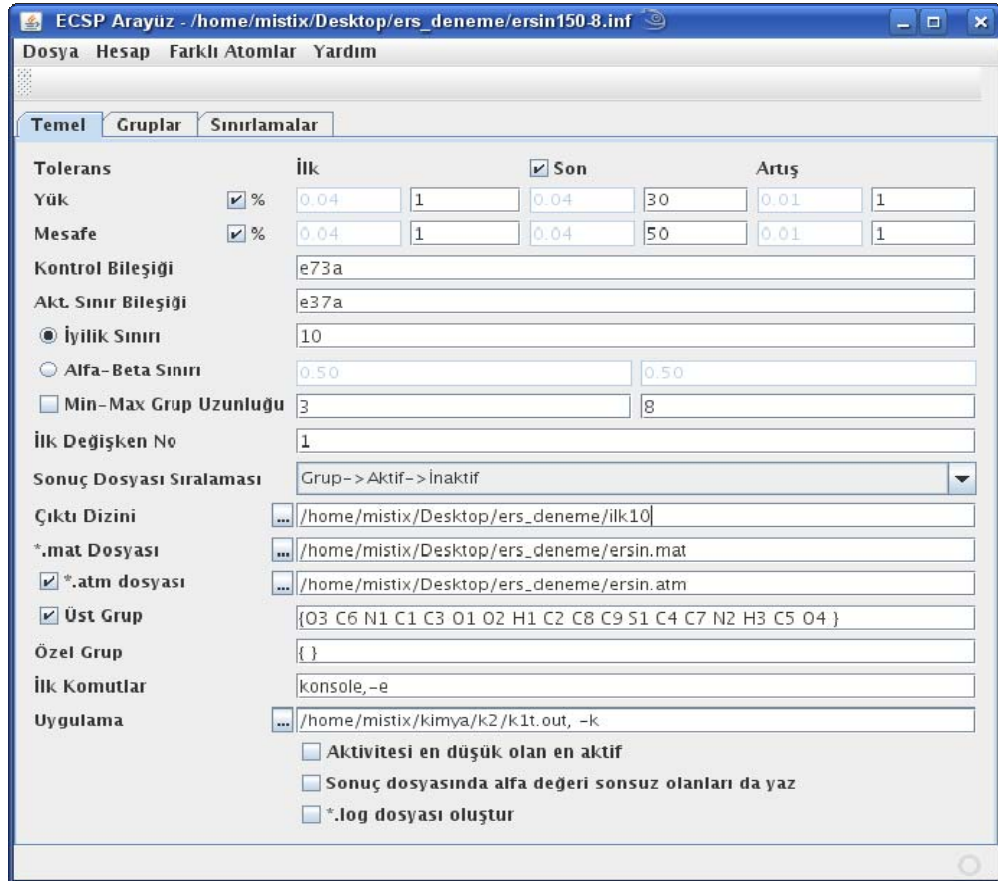 ECSP Arayüz - /home/mistix/Desktop/ers_deneme/ersin150-8.inf
Dosya Hesap Farklı Atomlar Yardım
Temel Gruplar Sınırlamalar
Tolerans İlk Son Artış
Yük % 0.04 1 0.04 30 0.01 1
Mesafe % 0.04 1 0.04 50 0.01 1
Kontrol Bileşiği e73a
Akt. Sınır Bileşiği e37a
İyilik Sınırı 10
Alfa-Beta Sınırı 0.50 0.50
Min-Max Grup Uzunluğu 3 8
İlk Değişken No 1
Sonuç Dosyası Sıralaması Grup->Aktif->İnaktif
Çıktı Dizini ... /home/mistix/Desktop/ers_deneme/ilk10
*.mat Dosyası ... /home/mistix/Desktop/ers_deneme/ersin.mat
*.atm dosyası ... /home/mistix/Desktop/ers_deneme/ersin.atm
Üst Grup {O3 C6 N1 C1 C3 O1 O2 H1 C2 C8 C9 S1 C4 C7 N2 H3 C5 O4 }
Özel Grup { }
İlk Komutlar konsole,-e
Uygulama ... /home/mistix/kimya/k2/k1t.out, -k
Aktivitesi en düşük olan en aktif
Sonuç dosyasında alfa değeri sonsuz olanları da yaz
*.log dosyası oluştur